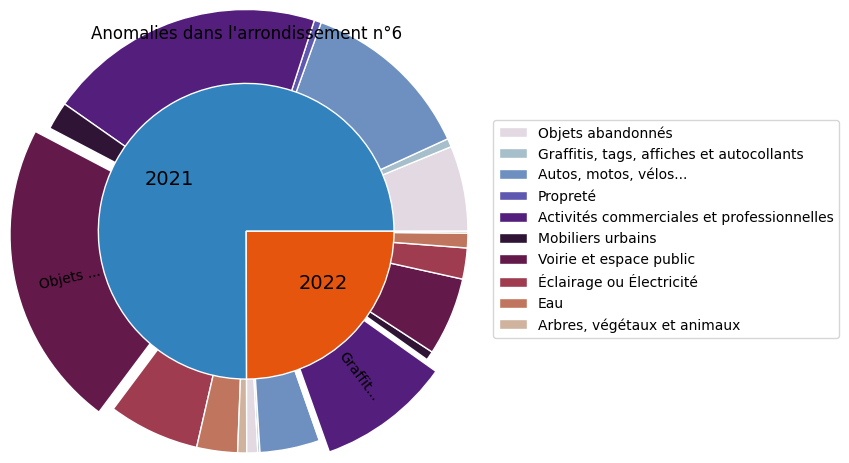 Anomalies dans l'arrondissement n°6
2021
2022
Objets ...
Graffit...
Objets abandonnés
Graffitis, tags, affiches et autocollants
Autos, motos, vélos...
Propreté
Activités commerciales et professionnelles
Mobiliers urbains
Voirie et espace public
Éclairage ou Électricité
Eau
Arbres, végétaux et animaux